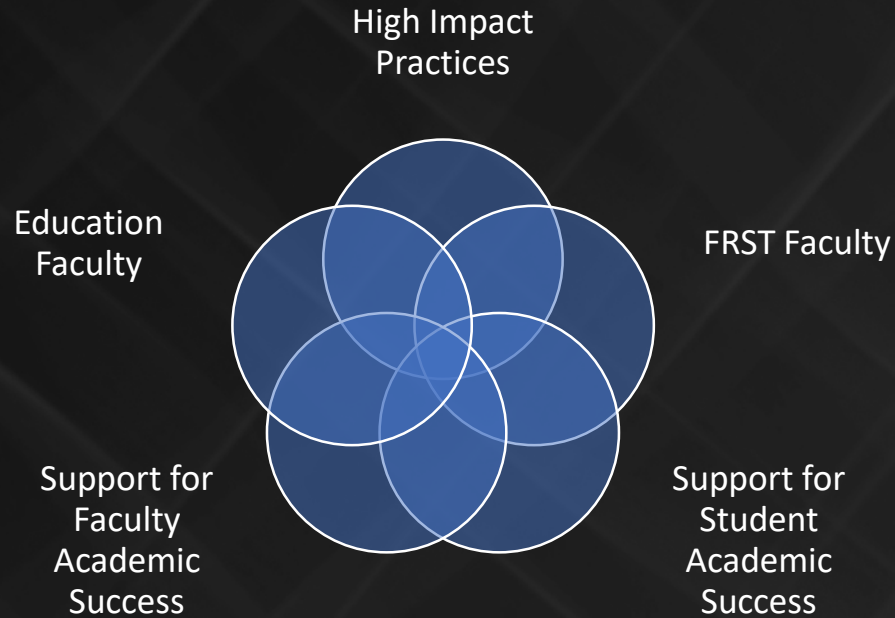 High Impact
Practices
Education
Faculty
FRST Faculty
Support for
Faculty
Academic
Success
Support for
Student
Academic
Success